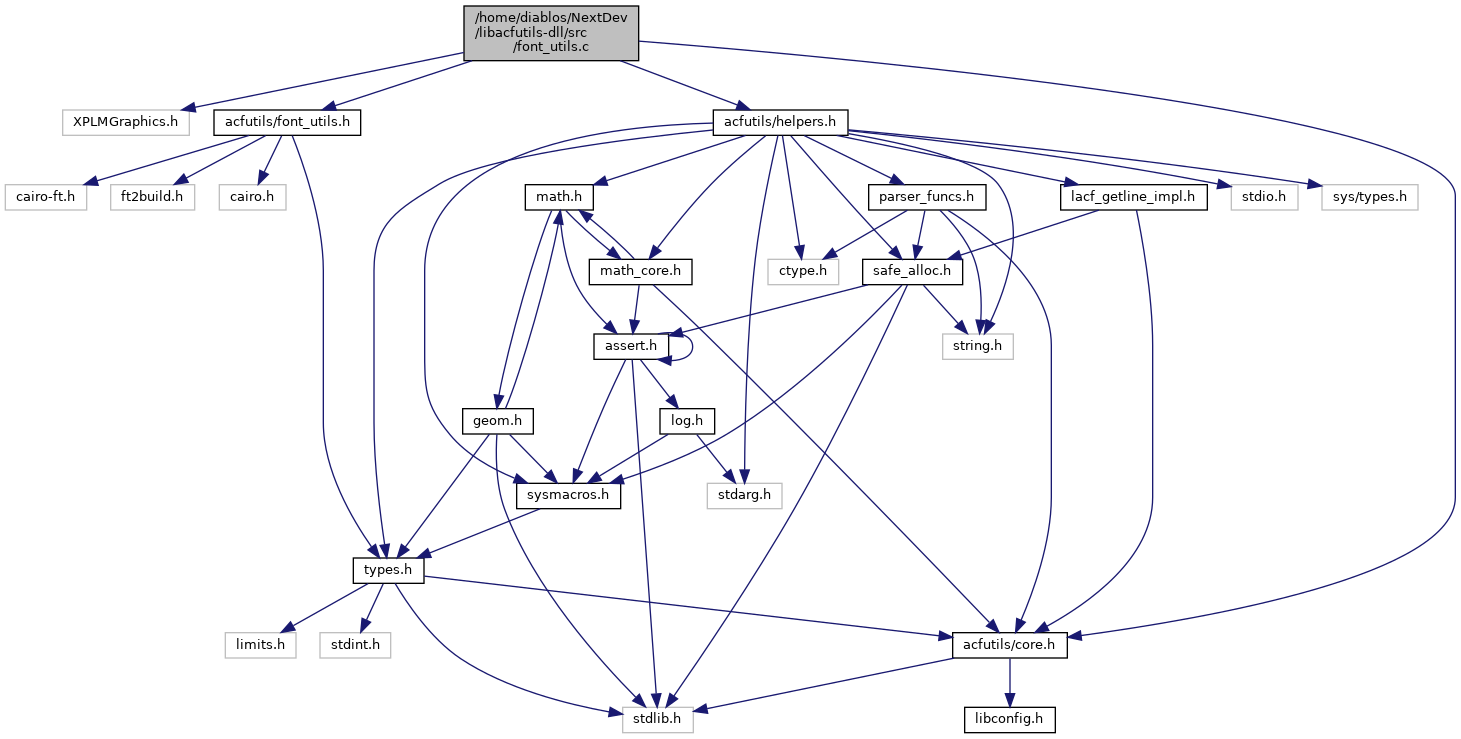 /home/diablos/NextDev
/libacfutils-dll/src
/font_utils.c
XPLMGraphics.h
acfutils/font_utils.h
acfutils/helpers.h
cairo-ft.h
ft2build.h
cairo.h
math.h
parser_funcs.h
lacf_getline_impl.h
stdio.h
sys/types.h
math_core.h
ctype.h
safe_alloc.h
assert.h
string.h
geom.h
log.h
sysmacros.h
stdarg.h
types.h
limits.h
stdint.h
acfutils/core.h
stdlib.h
libconfig.h